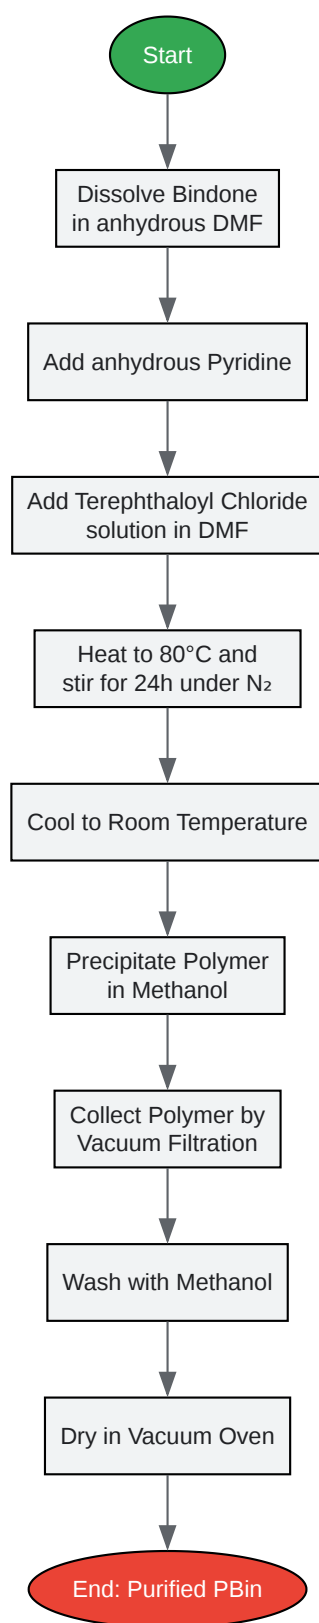 Start
Dissolve Bindone
in anhydrous DMF
Add anhydrous Pyridine
Add Terephthaloyl Chloride
solution in DMF
Heat to 80°C and
stir for 24h under N₂
Cool to Room Temperature
Precipitate Polymer
in Methanol
Collect Polymer by
Vacuum Filtration
Wash with Methanol
Dry in Vacuum Oven
End: Purified PBin